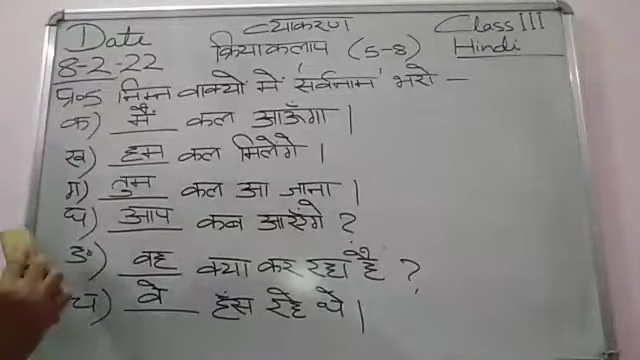 Date
व्याकरण
Class III
क्रियाकलाप (5-8)
Hindi
8-2-22
प्र०5 निम्न वाक्यो में 'सर्वनाम' भरो —
क) मैं कल आऊँगा |
ख) हम कल मिलेगे |
ग) तुम कल आ जाना |
घ) आप कब आएंगे ?
ङ) वह क्या कर रहा है ?
च) वे हंस रहे थे |